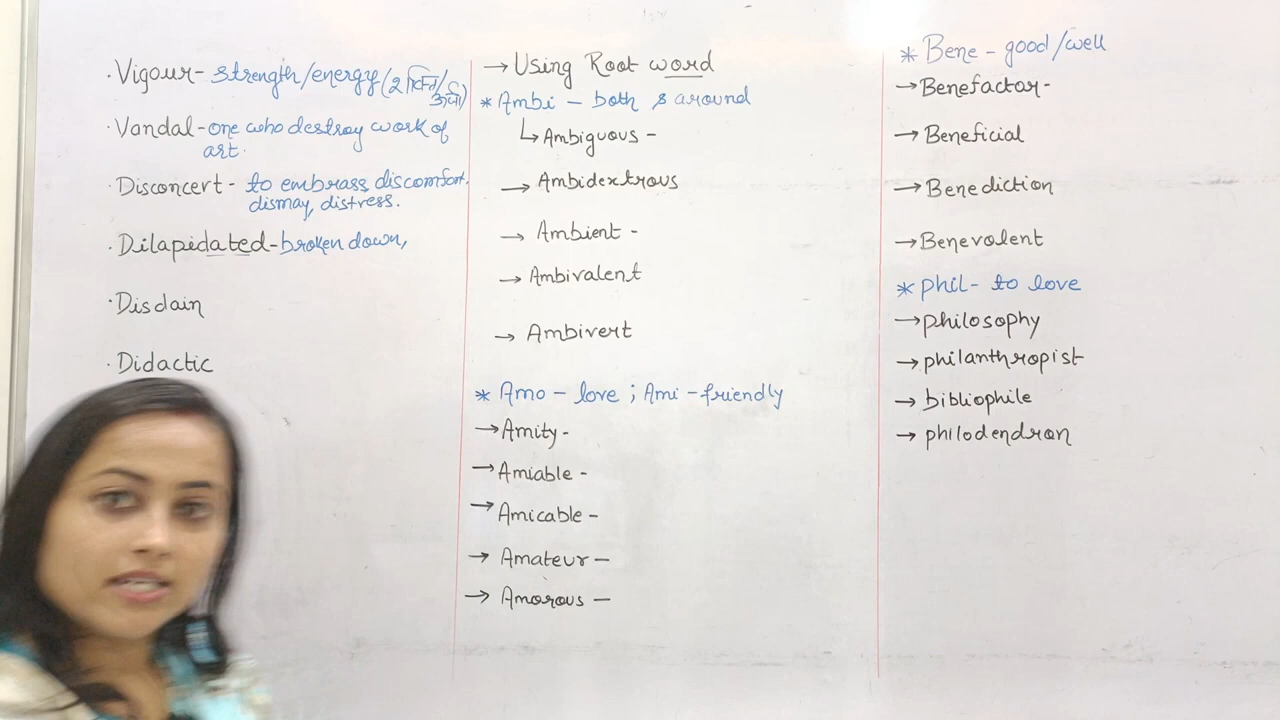 · Vigour - strength/energy (शक्ति/
ऊर्जा)
· Vandal - one who destroy work of
art.
· Disconcert - to embrass discomfort.
dismay, distress.
· Dilapidated - broken down,
· Disdain
· Didactic
→ Using Root word
* Ambi - both & around
↳ Ambiguous -
→ Ambidextrous
→ Ambient -
→ Ambivalent
→ Ambivert
* Amo - love ; Ami - friendly
→ Amity -
→ Amiable -
→ Amicable -
→ Amateur -
→ Amorous -
* Bene - good/well
→ Benefactor -
→ Beneficial
→ Benediction
→ Benevolent
* phil - to love
→ philosophy
→ philanthropist
→ bibliophile
→ philodendron